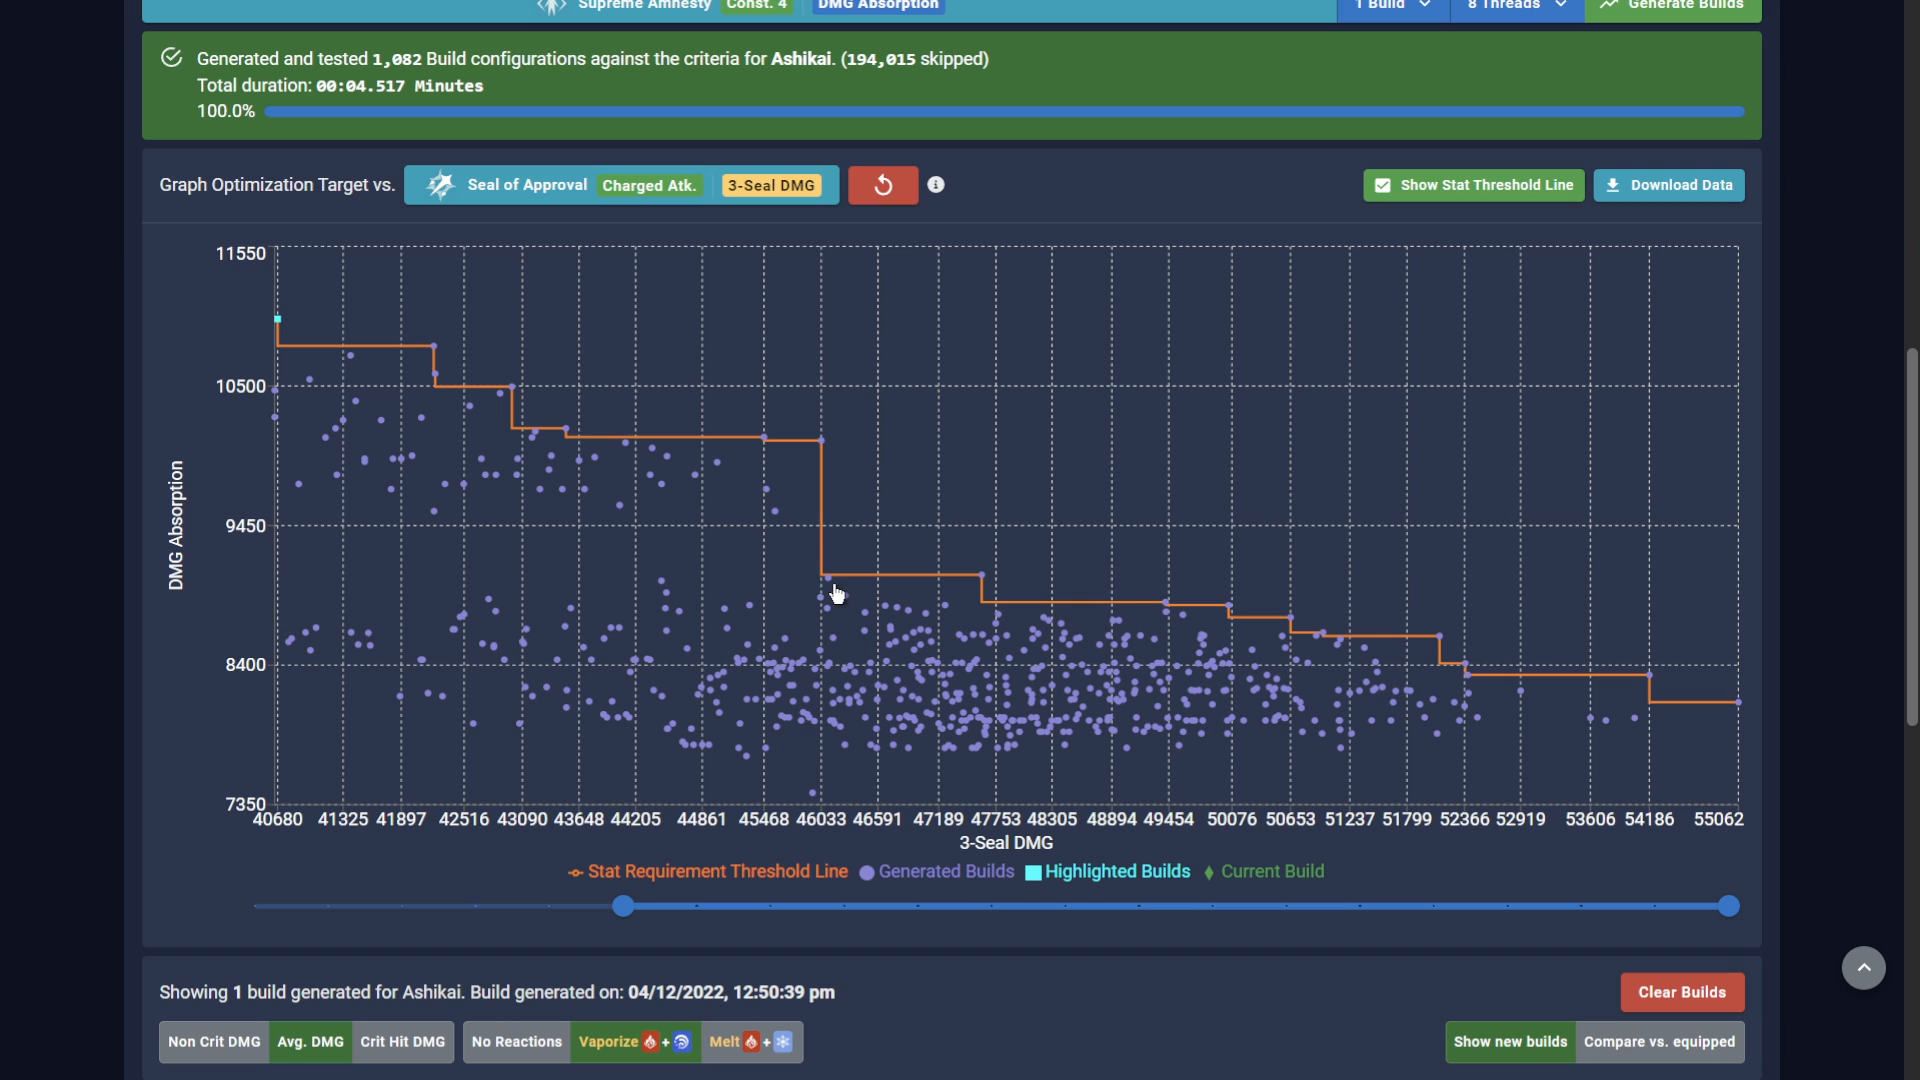 Supreme Amnesty Const. 4 DMG Absorption 1 Build 8 Threads Generate Builds
Generated and tested 1,082 Build configurations against the criteria for Ashikai. (194,015 skipped)
Total duration: 00:04.517 Minutes
100.0%
Graph Optimization Target vs. Seal of Approval Charged Atk. 3-Seal DMG Show Stat Threshold Line Download Data
11550
10500
9450
8400
7350
DMG Absorption
40680 41325 41897 42516 43090 43648 44205 44861 45468 46033 46591 47189 47753 48305 48894 49454 50076 50653 51237 51799 52366 52919 53606 54186 55062
3-Seal DMG
Stat Requirement Threshold Line Generated Builds Highlighted Builds Current Build
Showing 1 build generated for Ashikai. Build generated on: 04/12/2022, 12:50:39 pm Clear Builds
Non Crit DMG Avg. DMG Crit Hit DMG No Reactions Vaporize + Melt + Show new builds Compare vs. equipped